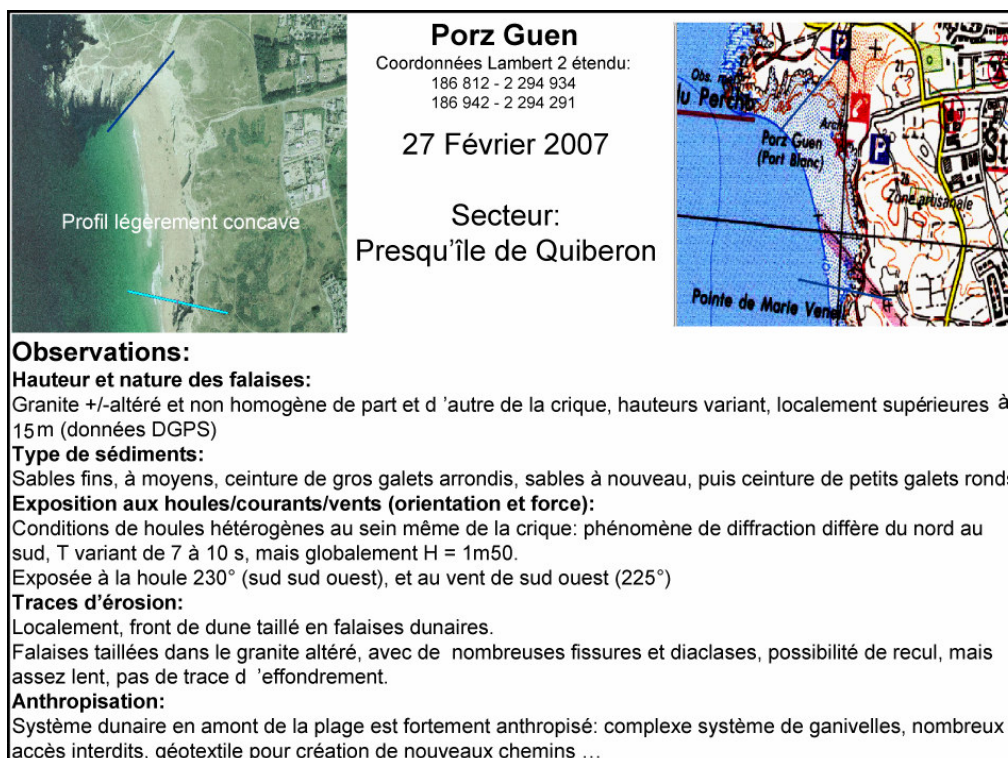 Porz Guen
Coordonnées Lambert 2 étendu:
186 812 - 2 294 934
186 942 - 2 294 291
27 Février 2007
Secteur:
Presqu'île de Quiberon
Profil légèrement concave
Obs.
du Percho
Porz Guen
(Port Blanc)
Arche
P
P
21
26
23
Zone artisanale
St
Pointe de Marie
Observations:
Hauteur et nature des falaises:
Granite +/-altéré et non homogène de part et d 'autre de la crique, hauteurs variant, localement supérieures à
15m (données DGPS)
Type de sédiments:
Sables fins, à moyens, ceinture de gros galets arrondis, sables à nouveau, puis ceinture de petits galets ronds
Exposition aux houles/courants/vents (orientation et force):
Conditions de houles hétérogènes au sein même de la crique: phénomène de diffraction diffère du nord au
sud, T variant de 7 à 10 s, mais globalement H = 1m50.
Exposée à la houle 230° (sud sud ouest), et au vent de sud ouest (225°)
Traces d'érosion:
Localement, front de dune taillé en falaises dunaires.
Falaises taillées dans le granite altéré, avec de nombreuses fissures et diaclases, possibilité de recul, mais
assez lent, pas de trace d 'effondrement.
Anthropisation:
Système dunaire en amont de la plage est fortement anthropisé: complexe système de ganivelles, nombreux
accès interdits, géotextile pour création de nouveaux chemins ...